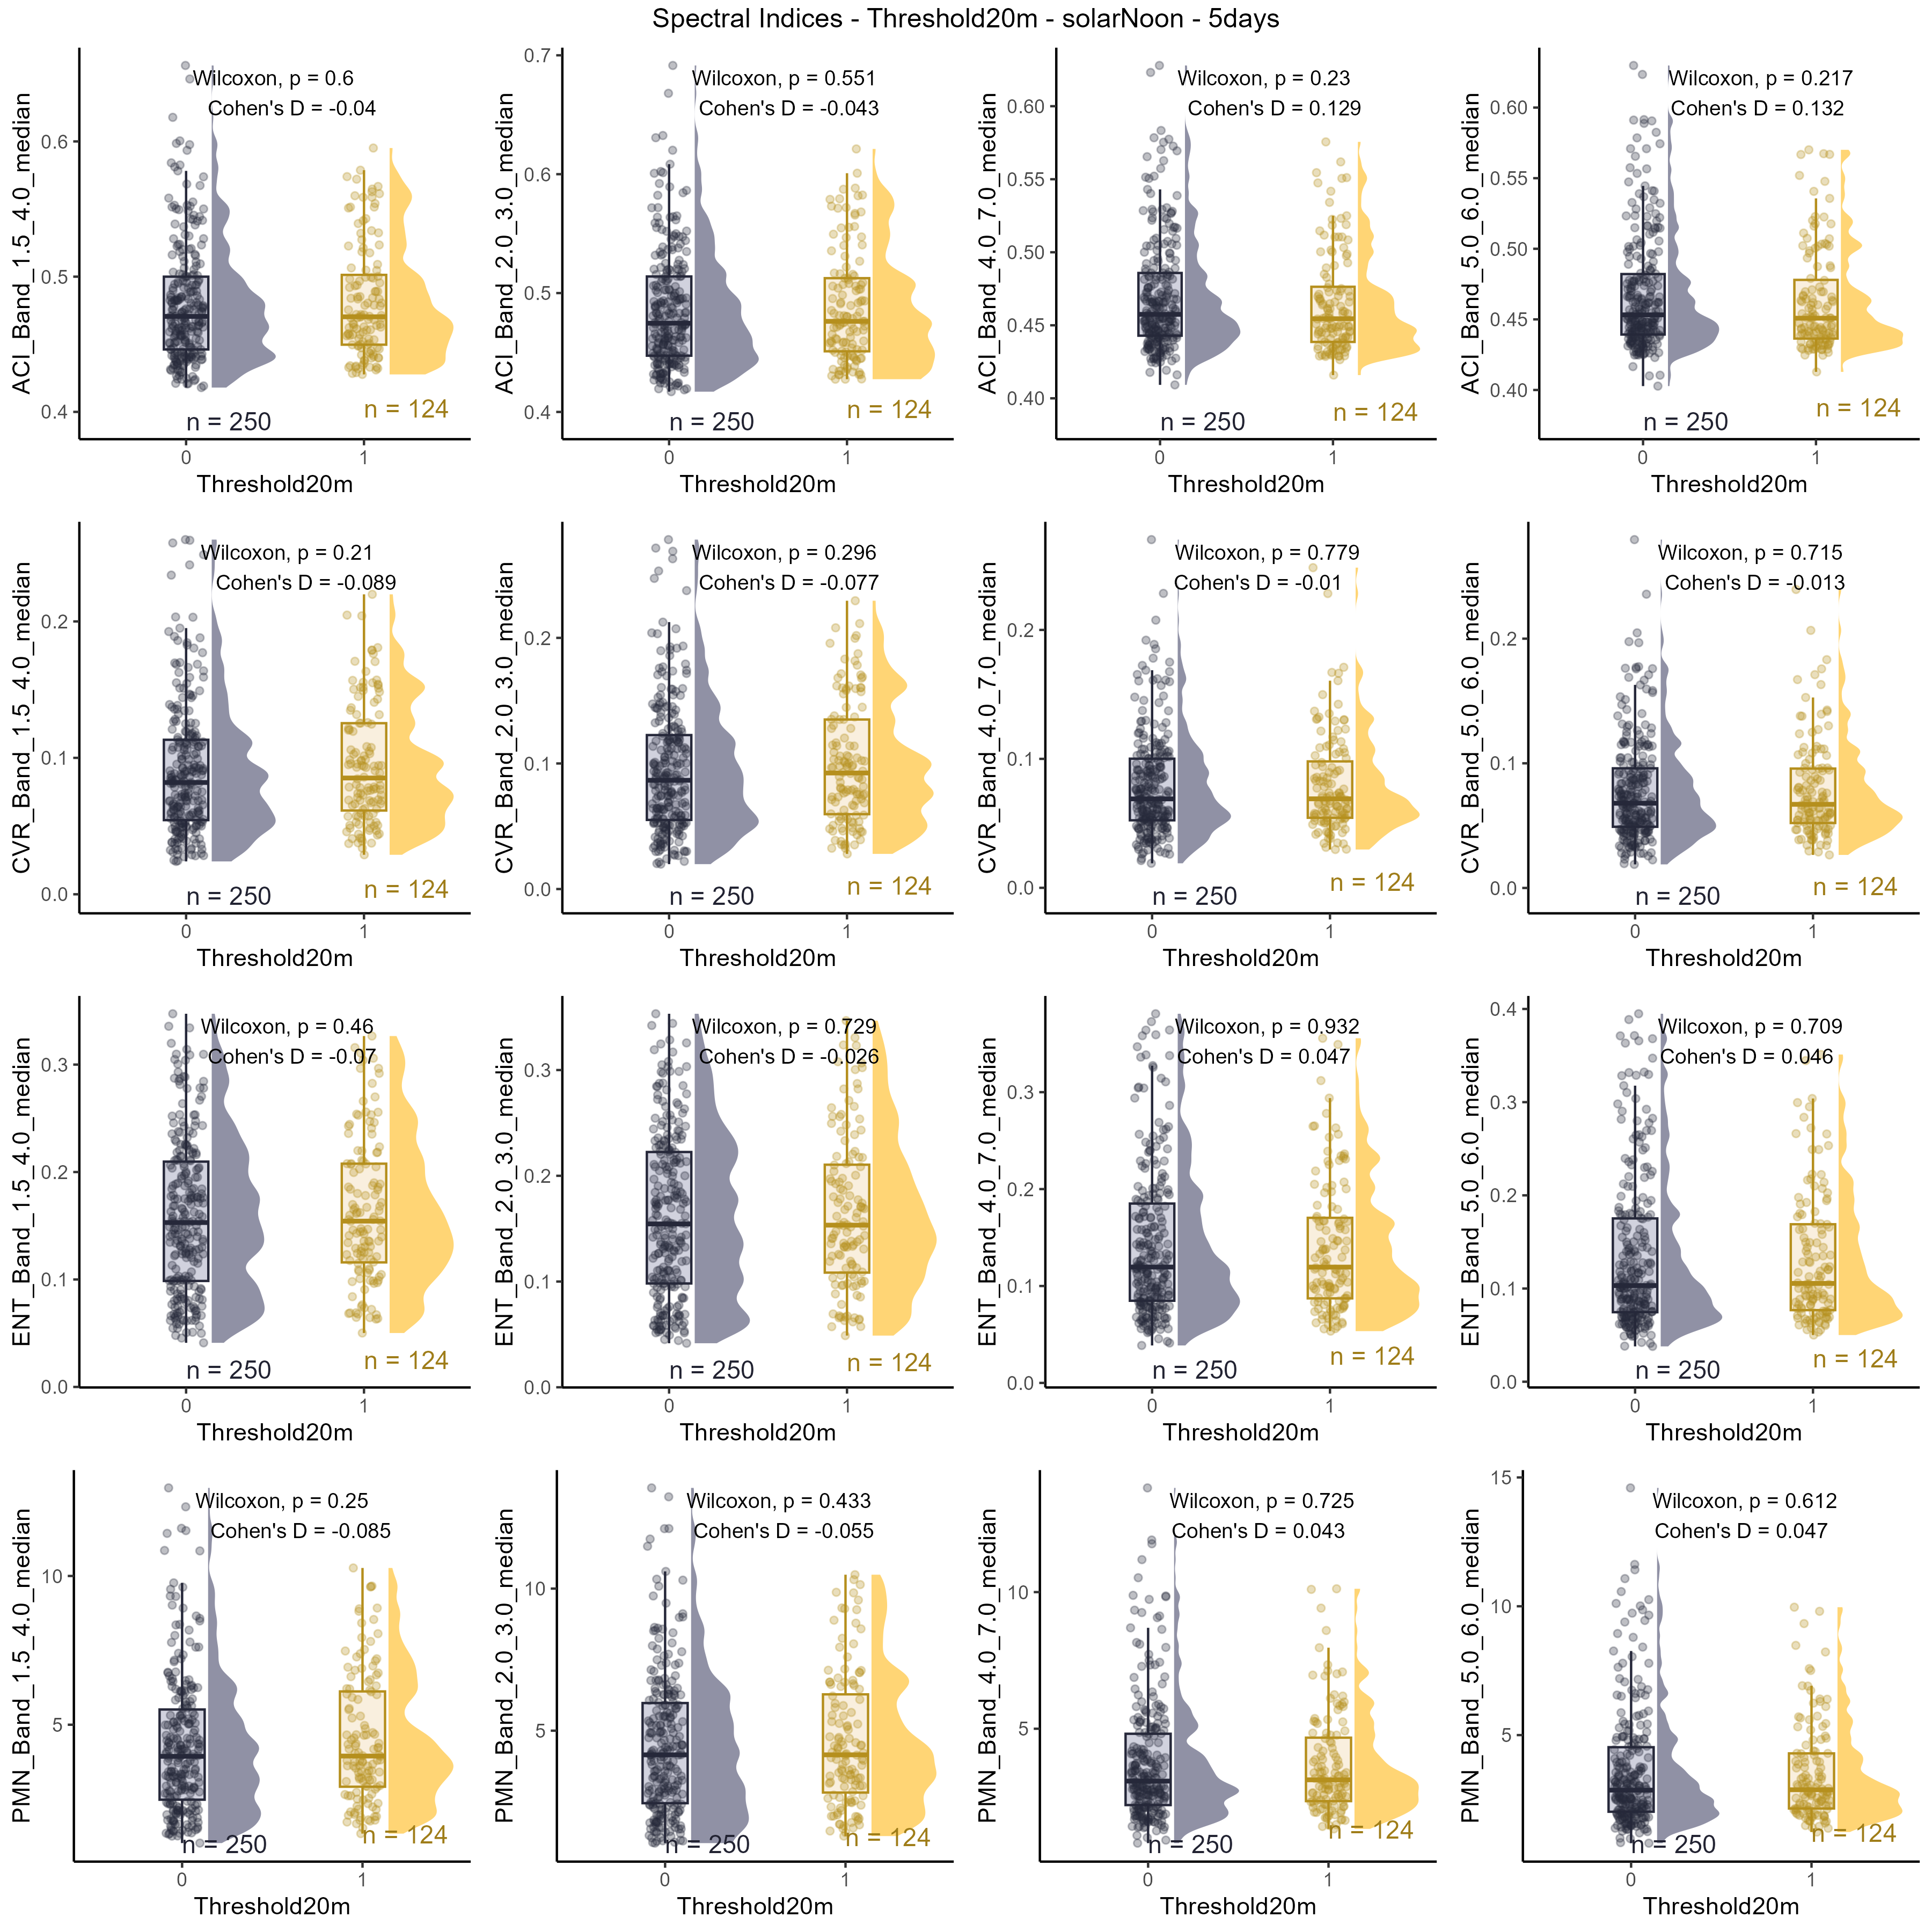 Spectral Indices - Threshold20m - solarNoon - 5days
ACI_Band_1.5_4.0_median
0.6
0.5
0.4
Wilcoxon, p = 0.6
Cohen's D = -0.04
n = 250
n = 124
0
1
Threshold20m
ACI_Band_2.0_3.0_median
0.7
0.6
0.5
0.4
Wilcoxon, p = 0.551
Cohen's D = -0.043
n = 250
n = 124
0
1
Threshold20m
ACI_Band_4.0_7.0_median
0.60
0.55
0.50
0.45
0.40
Wilcoxon, p = 0.23
Cohen's D = 0.129
n = 250
n = 124
0
1
Threshold20m
ACI_Band_5.0_6.0_median
0.60
0.55
0.50
0.45
0.40
Wilcoxon, p = 0.217
Cohen's D = 0.132
n = 250
n = 124
0
1
Threshold20m
CVR_Band_1.5_4.0_median
0.2
0.1
0.0
Wilcoxon, p = 0.21
Cohen's D = -0.089
n = 250
n = 124
0
1
Threshold20m
CVR_Band_2.0_3.0_median
0.2
0.1
0.0
Wilcoxon, p = 0.296
Cohen's D = -0.077
n = 250
n = 124
0
1
Threshold20m
CVR_Band_4.0_7.0_median
0.2
0.1
0.0
Wilcoxon, p = 0.779
Cohen's D = -0.01
n = 250
n = 124
0
1
Threshold20m
CVR_Band_5.0_6.0_median
0.2
0.1
0.0
Wilcoxon, p = 0.715
Cohen's D = -0.013
n = 250
n = 124
0
1
Threshold20m
ENT_Band_1.5_4.0_median
0.3
0.2
0.1
0.0
Wilcoxon, p = 0.46
Cohen's D = -0.07
n = 250
n = 124
0
1
Threshold20m
ENT_Band_2.0_3.0_median
0.3
0.2
0.1
0.0
Wilcoxon, p = 0.729
Cohen's D = -0.026
n = 250
n = 124
0
1
Threshold20m
ENT_Band_4.0_7.0_median
0.3
0.2
0.1
0.0
Wilcoxon, p = 0.932
Cohen's D = 0.047
n = 250
n = 124
0
1
Threshold20m
ENT_Band_5.0_6.0_median
0.4
0.3
0.2
0.1
0.0
Wilcoxon, p = 0.709
Cohen's D = 0.046
n = 250
n = 124
0
1
Threshold20m
PMN_Band_1.5_4.0_median
10
5
Wilcoxon, p = 0.25
Cohen's D = -0.085
n = 250
n = 124
0
1
Threshold20m
PMN_Band_2.0_3.0_median
10
5
Wilcoxon, p = 0.433
Cohen's D = -0.055
n = 250
n = 124
0
1
Threshold20m
PMN_Band_4.0_7.0_median
10
5
Wilcoxon, p = 0.725
Cohen's D = 0.043
n = 250
n = 124
0
1
Threshold20m
PMN_Band_5.0_6.0_median
15
10
5
Wilcoxon, p = 0.612
Cohen's D = 0.047
n = 250
n = 124
0
1
Threshold20m